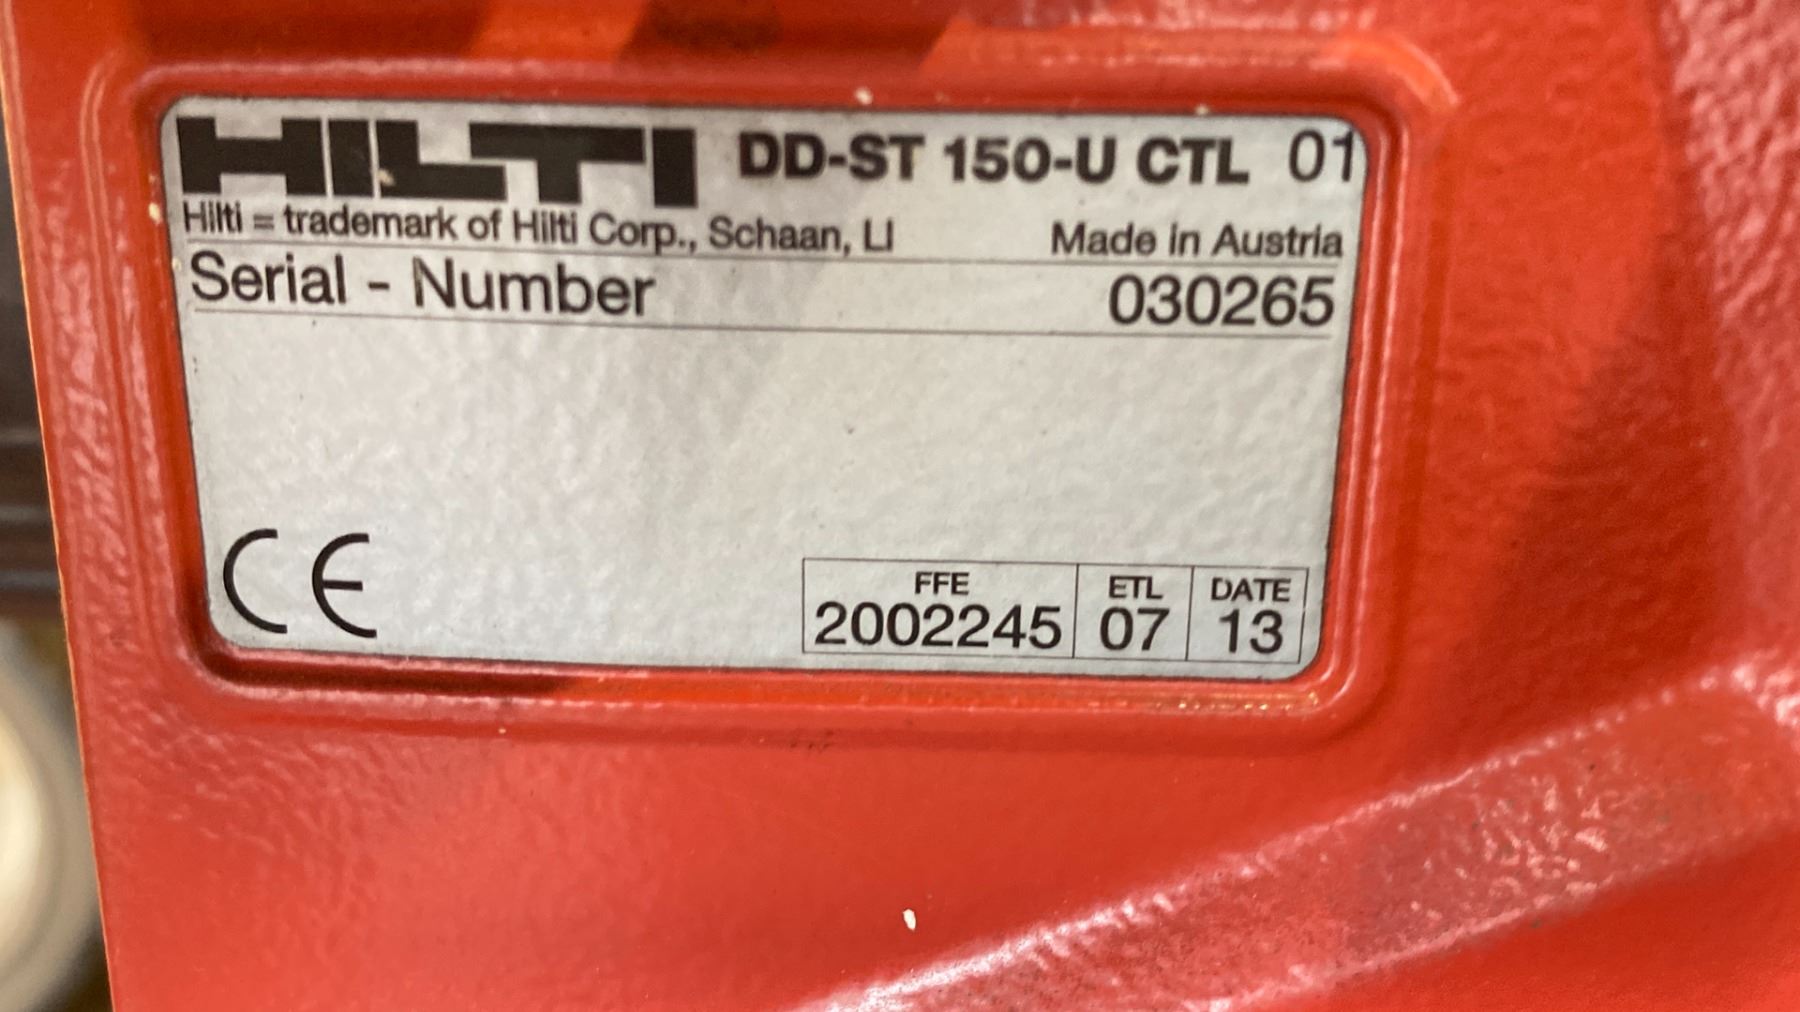 HILTI DD-ST 150-U CTL 01
Hilti = trademark of Hilti Corp., Schaan, LI Made in Austria
Serial - Number 030265
CE
FFE ETL DATE
2002245 07 13